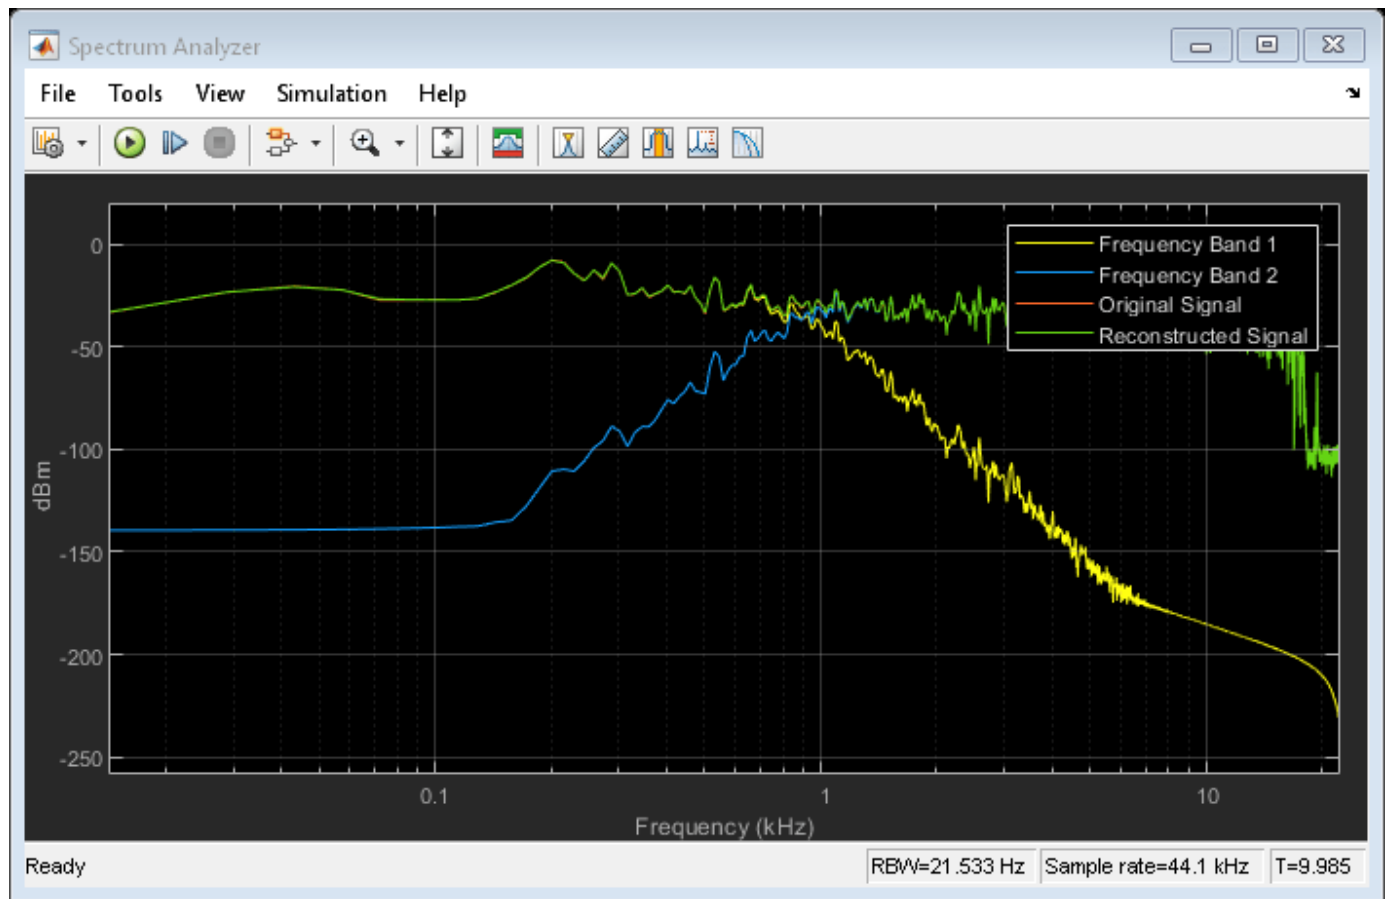 Spectrum Analyzer
File Tools View Simulation Help
Frequency Band 1
Frequency Band 2
Original Signal
Reconstructed Signal
0
-50
-100
-150
-200
-250
dBm
0.1 1 10
Frequency (kHz)
Ready RBW=21.533 Hz Sample rate=44.1 kHz T=9.985